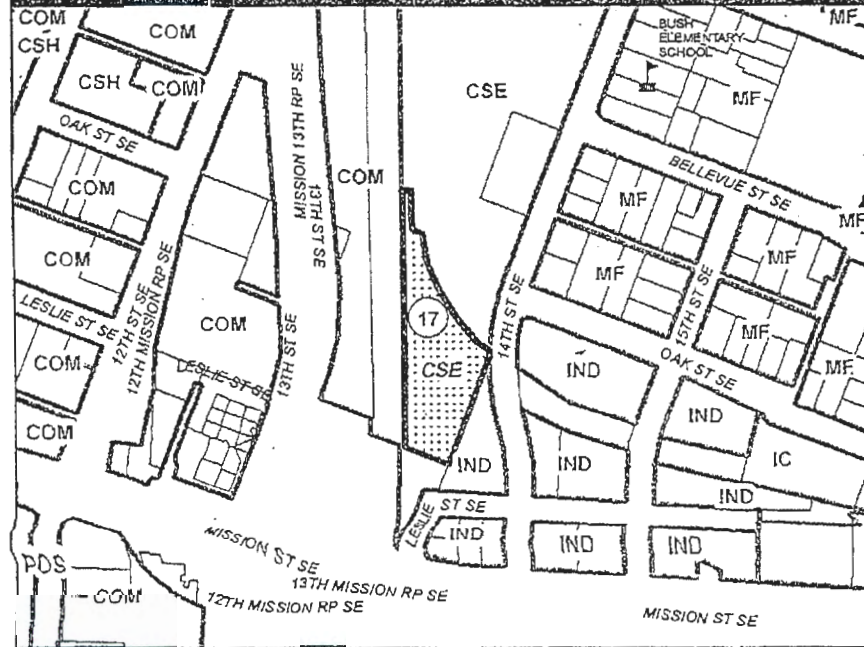 COM
CSH
COM
CSH
COM
OAK ST SE
COM
COM
LESLIE ST SE
COM
COM
12TH ST SE
12TH MISSION RP SE
COM
LESLIE ST SE
13TH ST SE
MISSION 13TH RP SE
13TH ST SE
COM
CSE
17
CSE
14TH ST SE
BUSH
ELEMENTARY
SCHOOL
MF
MF
BELLEVUE ST SE
MF
MF
MF
MF
15TH ST SE
MF
MF
OAK ST SE
IND
IND
IC
IND
IND
IND
LESLIE ST SE
IND
IND
IND
MISSION ST SE
13TH MISSION RP SE
12TH MISSION RP SE
PDS
COM
MISSION ST SE